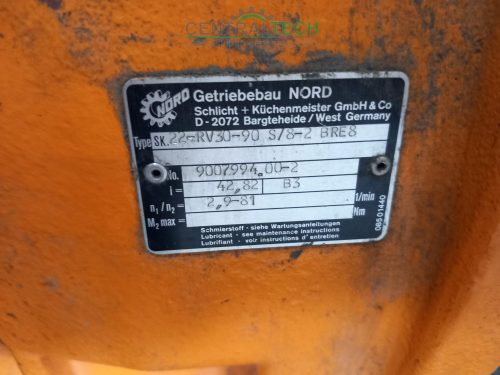 CENTRALTECH
NORD
Getriebebau NORD
Schlicht + Küchenmeister GmbH & Co
D - 2072 Bargteheide/West Germany
Type SK.22-RV30-90 S/8-2 BRE8
No. 9007994.00-2
i = 42,82 B3
n₁/n₂ = 2,9-81 1/min
M₂ max = Nm
Schmierstoff - siehe Wartungsanleitungen
Lubricant - see maintenance instructions
Lubrifiant - voir instructions d'entretien
06501440